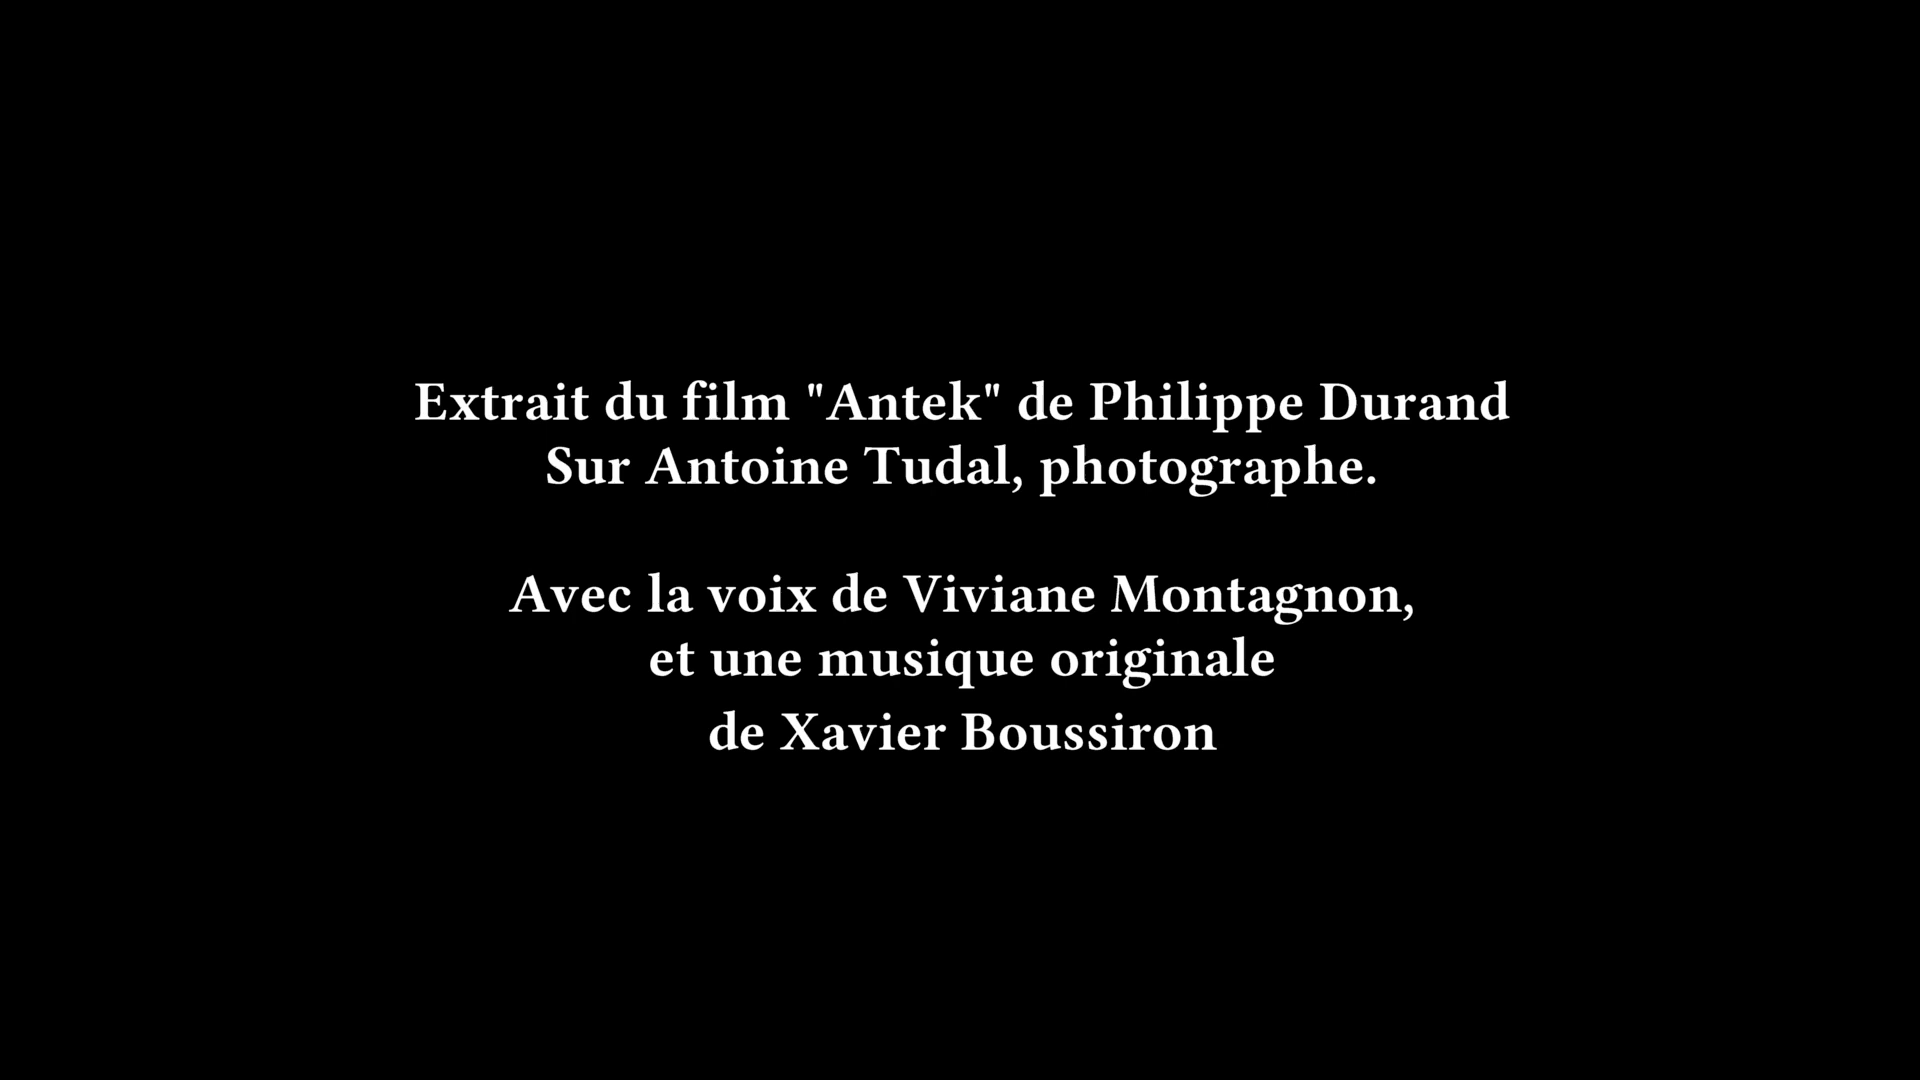 Extrait du film "Antek" de Philippe Durand
Sur Antoine Tudal, photographe.
Avec la voix de Viviane Montagnon,
et une musique originale
de Xavier Boussiron